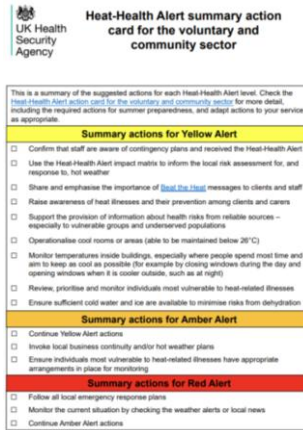 UK Health
Security
Agency
Heat-Health Alert summary action
card for the voluntary and
community sector
This is a summary of the suggested actions for each Heat-Health Alert level. Check the
Heat-Health Alert action card for the voluntary and community sector for more detail,
including the required actions for summer preparedness, and adapt actions to your service
as appropriate.
Summary actions for Yellow Alert
☐ Confirm that staff are aware of contingency plans and received the Heat-Health Alert
☐ Use the Heat-Health Alert impact matrix to inform the local risk assessment for, and
response to, hot weather
☐ Share and emphasise the importance of Beat the Heat messages to clients and staff
☐ Raise awareness of heat illnesses and their prevention among clients and carers
☐ Support the provision of information about health risks from reliable sources –
especially to vulnerable groups and underserved populations
☐ Operationalise cool rooms or areas (able to be maintained below 26°C)
☐ Monitor temperatures inside buildings, especially where people spend most time and
aim to keep as cool as possible (for example by closing windows during the day and
opening windows when it is cooler outside, such as at night)
☐ Review, prioritise and monitor individuals most vulnerable to heat-related illnesses
☐ Ensure sufficient cold water and ice are available to minimise risks from dehydration
Summary actions for Amber Alert
☐ Continue Yellow Alert actions
☐ Invoke local business continuity and/or hot weather plans
☐ Ensure individuals most vulnerable to heat-related illnesses have appropriate
arrangements in place for monitoring
Summary actions for Red Alert
☐ Follow all local emergency response plans
☐ Monitor the current situation by checking the weather alerts or local news
☐ Continue Amber Alert actions